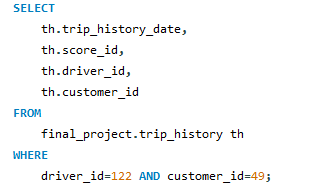 SELECT
th.trip_history_date,
th.score_id,
th.driver_id,
th.customer_id
FROM
final_project.trip_history th
WHERE
driver_id=122 AND customer_id=49;